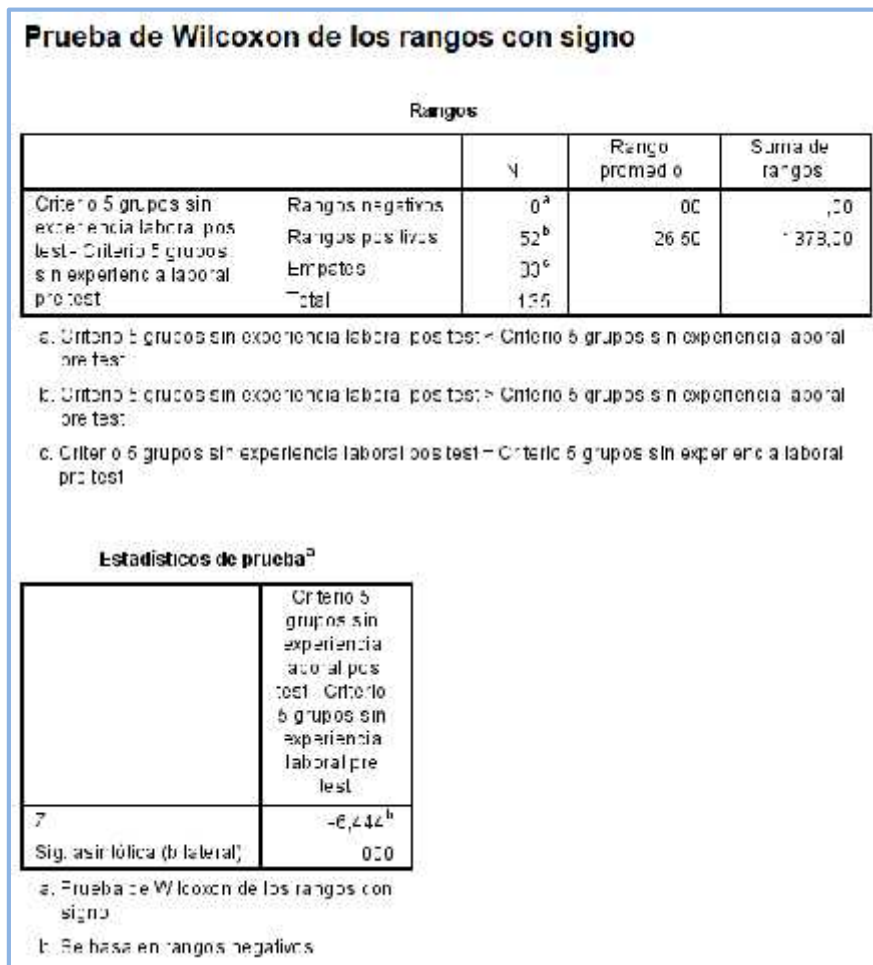 Prueba de Wilcoxon de los rangos con signo
Rangos
N
Rango promedio
Suma de rangos
Criterio 5 grupos sin
experiencia laboral pos
test - Criterio 5 grupos
sin experiencia laboral
pre test
Rangos negativos 0a ,00 ,00
Rangos positivos 52b 26,50 1378,00
Empates
Total
a. Criterio 5 grupos sin experiencia laboral pos test < Criterio 5 grupos sin experiencia laboral
pre test
b. Criterio 5 grupos sin experiencia laboral pos test > Criterio 5 grupos sin experiencia laboral
pre test
c. Criterio 5 grupos sin experiencia laboral pos test = Criterio 5 grupos sin experiencia laboral
pre test
Estadísticos de prueba a
Criterio 5
grupos sin
experiencia
laboral pos
test - Criterio
5 grupos sin
experiencia
laboral pre
test
Z -6,444b
Sig. asintótica (bilateral) ,000
a. Prueba de Wilcoxon de los rangos con
signo
b. Se basa en rangos negativos